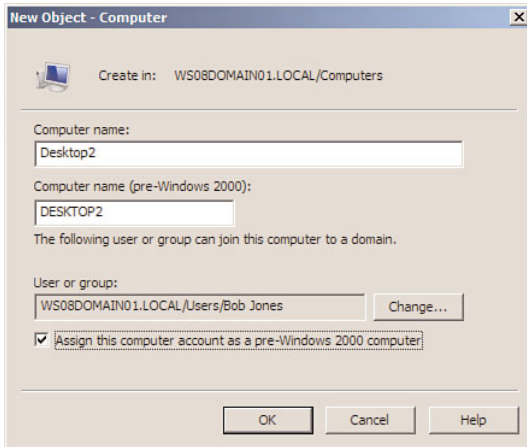 New Object - Computer
Create in: WS08DOMAIN01.LOCAL/Computers
Computer name:
Desktop2
Computer name (pre-Windows 2000):
DESKTOP2
The following user or group can join this computer to a domain.
User or group:
WS08DOMAIN01.LOCAL/Users/Bob Jones
Change...
Assign this computer account as a pre-Windows 2000 computer
OK Cancel Help